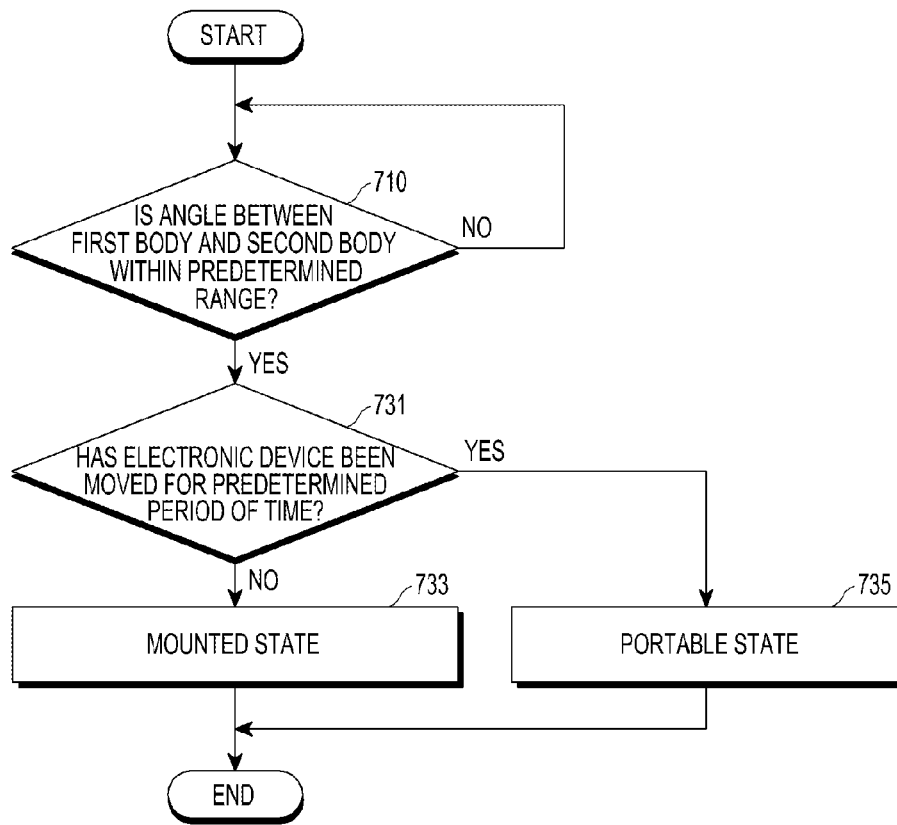 START
710
IS ANGLE BETWEEN
FIRST BODY AND SECOND BODY
WITHIN PREDETERMINED
RANGE?
NO
YES
731
HAS ELECTRONIC DEVICE BEEN
MOVED FOR PREDETERMINED
PERIOD OF TIME?
YES
NO
733
MOUNTED STATE
735
PORTABLE STATE
END